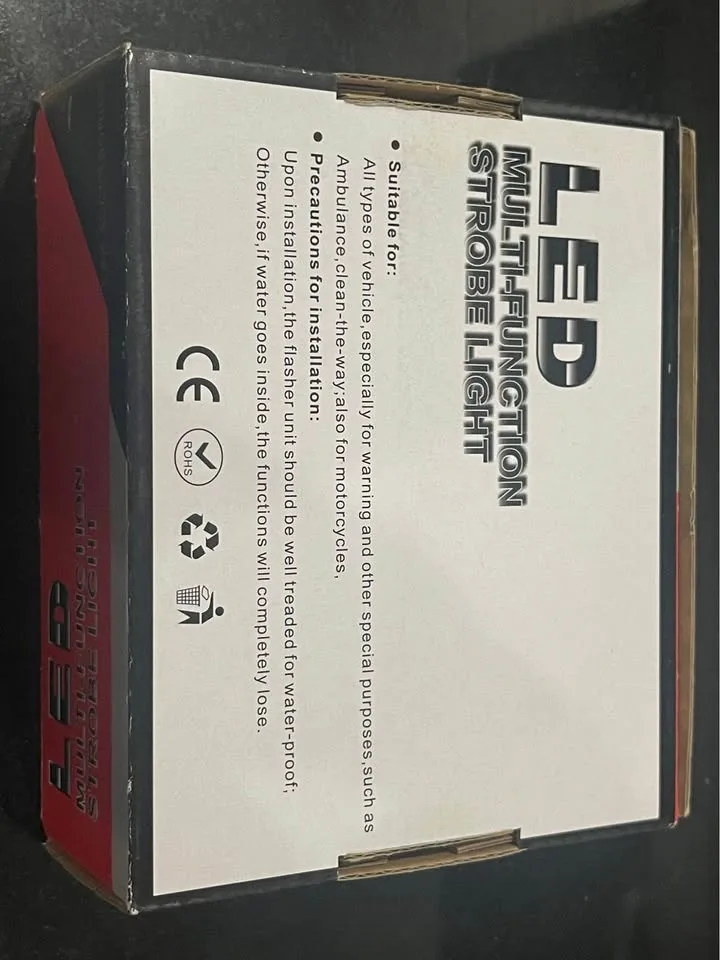 LED
MULTI-FUNCTION
STROBE LIGHT
• Suitable for:
All types of vehicle,especially for warning and other special purposes,such as
Ambulance,clean-the-way;also for motorcycles,
• Precautions for installation:
Upon installation,the flasher unit should be well treaded for water-proof;
Otherwise,if water goes inside,the functions will completely lose.
CE
ROHS
LED
MULTI-FUNCTION
STROBE LIGHT